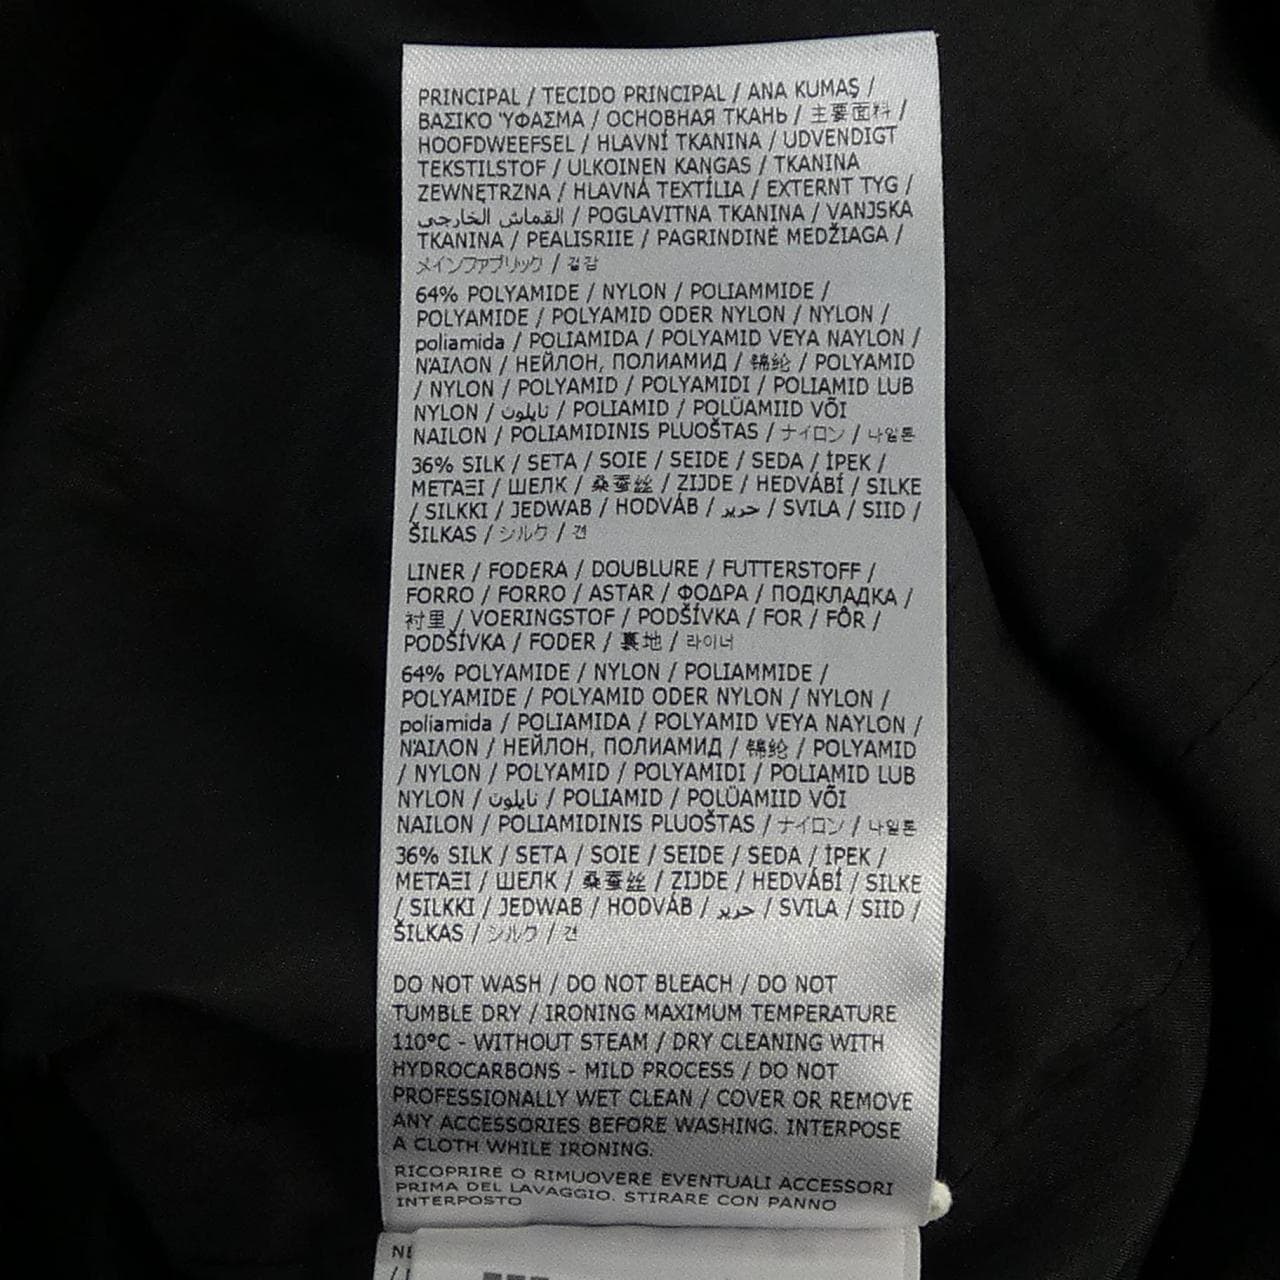 PRINCIPAL / TECIDO PRINCIPAL / ANA KUMAŞ /
ΒΑΣΙΚΌ ΎΦΑΣΜΑ / ОСНОВНАЯ ТКАНЬ / 主要面料 /
HOOFDWEEFSEL / HLAVNÍ TKANINA / UDVENDIGT
TEKSTILSTOF / ULKOINEN KANGAS / TKANINA
ZEWNĘTRZNA / HLAVNÁ TEXTÍLIA / EXTERNT TYG /
القماش الخارجي / POGLAVITNA TKANINA / VANJSKA
TKANINA / PEALISRIIE / PAGRINDINĖ MEDŽIAGA /
メインファブリック / 겉감
64% POLYAMIDE / NYLON / POLIAMMIDE /
POLYAMIDE / POLYAMID ODER NYLON / NYLON /
poliamida / POLIAMIDA / POLYAMID VEYA NAYLON /
ΝΆΙΛΟΝ / НЕЙЛОН, ПОЛИАМИД / 锦纶 / POLYAMID
/ NYLON / POLYAMID / POLYAMIDI / POLIAMID LUB
NYLON / نايلون / POLIAMID / POLÜAMIID VÕI
NAILON / POLIAMIDINIS PLUOŠTAS / ナイロン / 나일론
36% SILK / SETA / SOIE / SEIDE / SEDA / İPEK /
ΜΕΤΑΞΙ / ШЕЛК / 桑蚕丝 / ZIJDE / HEDVÁBÍ / SILKE
/ SILKKI / JEDWAB / HODVÁB / حرير / SVILA / SIID /
ŠILKAS / シルク / 견
LINER / FODERA / DOUBLURE / FUTTERSTOFF /
FORRO / FORRO / ASTAR / ΦΟΔΡΑ / ПОДКЛАДКА /
衬里 / VOERINGSTOF / PODŠÍVKA / FOR / FÔR /
PODŠÍVKA / FODER / 裏地 / 라이너
64% POLYAMIDE / NYLON / POLIAMMIDE /
POLYAMIDE / POLYAMID ODER NYLON / NYLON /
poliamida / POLIAMIDA / POLYAMID VEYA NAYLON /
ΝΆΙΛΟΝ / НЕЙЛОН, ПОЛИАМИД / 锦纶 / POLYAMID
/ NYLON / POLYAMID / POLYAMIDI / POLIAMID LUB
NYLON / نايلون / POLIAMID / POLÜAMIID VÕI
NAILON / POLIAMIDINIS PLUOŠTAS / ナイロン / 나일론
36% SILK / SETA / SOIE / SEIDE / SEDA / İPEK /
ΜΕΤΑΞΙ / ШЕЛК / 桑蚕丝 / ZIJDE / HEDVÁBÍ / SILKE
/ SILKKI / JEDWAB / HODVÁB / حرير / SVILA / SIID /
ŠILKAS / シルク / 견
DO NOT WASH / DO NOT BLEACH / DO NOT
TUMBLE DRY / IRONING MAXIMUM TEMPERATURE
110°C - WITHOUT STEAM / DRY CLEANING WITH
HYDROCARBONS - MILD PROCESS / DO NOT
PROFESSIONALLY WET CLEAN / COVER OR REMOVE
ANY ACCESSORIES BEFORE WASHING. INTERPOSE
A CLOTH WHILE IRONING.
RICOPRIRE O RIMUOVERE EVENTUALI ACCESSORI
PRIMA DEL LAVAGGIO. STIRARE CON PANNO
INTERPOSTO